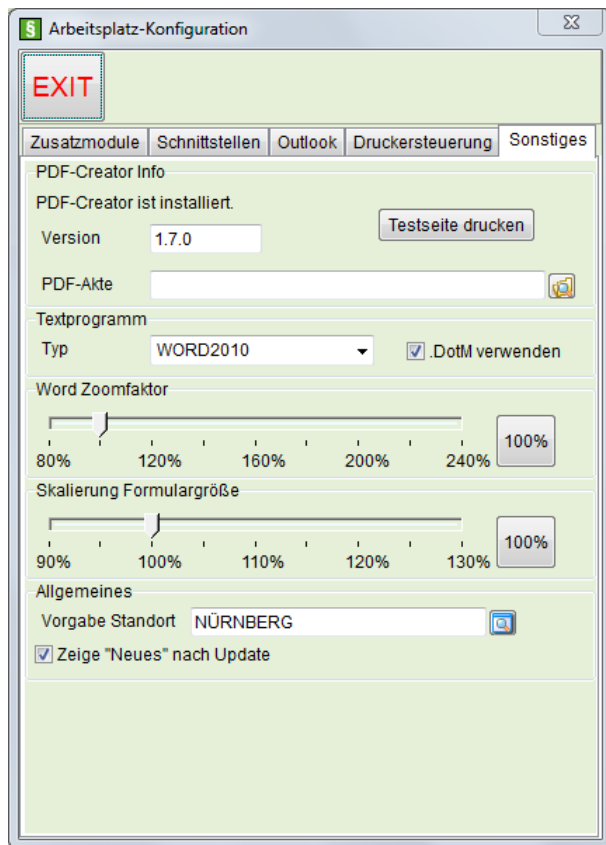 § Arbeitsplatz-Konfiguration
EXIT
Zusatzmodule Schnittstellen Outlook Druckersteuerung Sonstiges
PDF-Creator Info
PDF-Creator ist installiert.
Testseite drucken
Version 1.7.0
PDF-Akte
Textprogramm
Typ WORD2010 .DotM verwenden
Word Zoomfaktor
100%
80% 120% 160% 200% 240%
Skalierung Formulargröße
100%
90% 100% 110% 120% 130%
Allgemeines
Vorgabe Standort NÜRNBERG
Zeige "Neues" nach Update